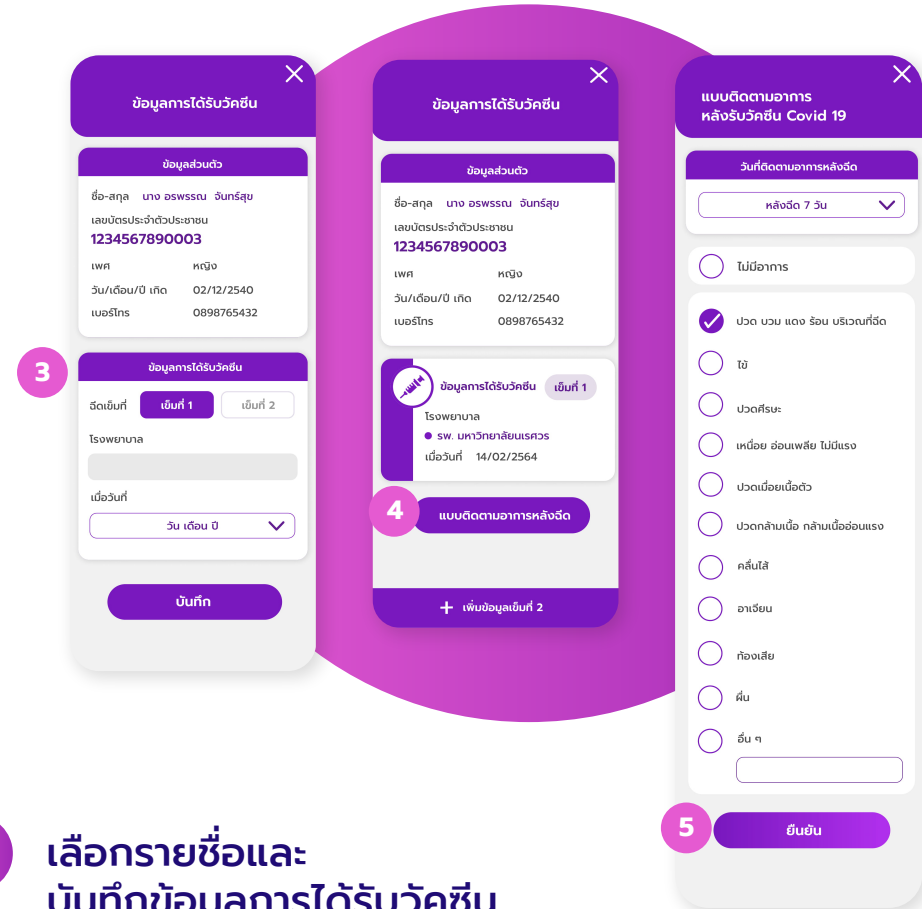 ข้อมูลการได้รับวัคซีน
ข้อมูลส่วนตัว
ชื่อ-สกุล นาง อรพรรณ จันทร์สุข
เลขบัตรประจำตัวประชาชน
1234567890003
เพศ หญิง
วัน/เดือน/ปี เกิด 02/12/2540
เบอร์โทร 0898765432
3
ข้อมูลการได้รับวัคซีน
ฉีดเข็มที่ เข็มที่ 1 เข็มที่ 2
โรงพยาบาล
เมื่อวันที่
วัน เดือน ปี
บันทึก
ข้อมูลการได้รับวัคซีน
ข้อมูลส่วนตัว
ชื่อ-สกุล นาง อรพรรณ จันทร์สุข
เลขบัตรประจำตัวประชาชน
1234567890003
เพศ หญิง
วัน/เดือน/ปี เกิด 02/12/2540
เบอร์โทร 0898765432
ข้อมูลการได้รับวัคซีน เข็มที่ 1
โรงพยาบาล
รพ. มหาวิทยาลัยนเรศวร
เมื่อวันที่ 14/02/2564
4 แบบติดตามอาการหลังฉีด
+ เพิ่มข้อมูลเข็มที่ 2
แบบติดตามอาการ
หลังรับวัคซีน Covid 19
วันที่ติดตามอาการหลังฉีด
หลังฉีด 7 วัน
ไม่มีอาการ
ปวด บวม แดง ร้อน บริเวณที่ฉีด
ไข้
ปวดศีรษะ
เหนื่อย อ่อนเพลีย ไม่มีแรง
ปวดเมื่อยเนื้อตัว
ปวดกล้ามเนื้อ กล้ามเนื้ออ่อนแรง
คลื่นไส้
อาเจียน
ท้องเสีย
ผื่น
อื่น ๆ
5 ยืนยัน
เลือกรายชื่อและ
บันทึกข้อมูลการได้รับวัคซีน